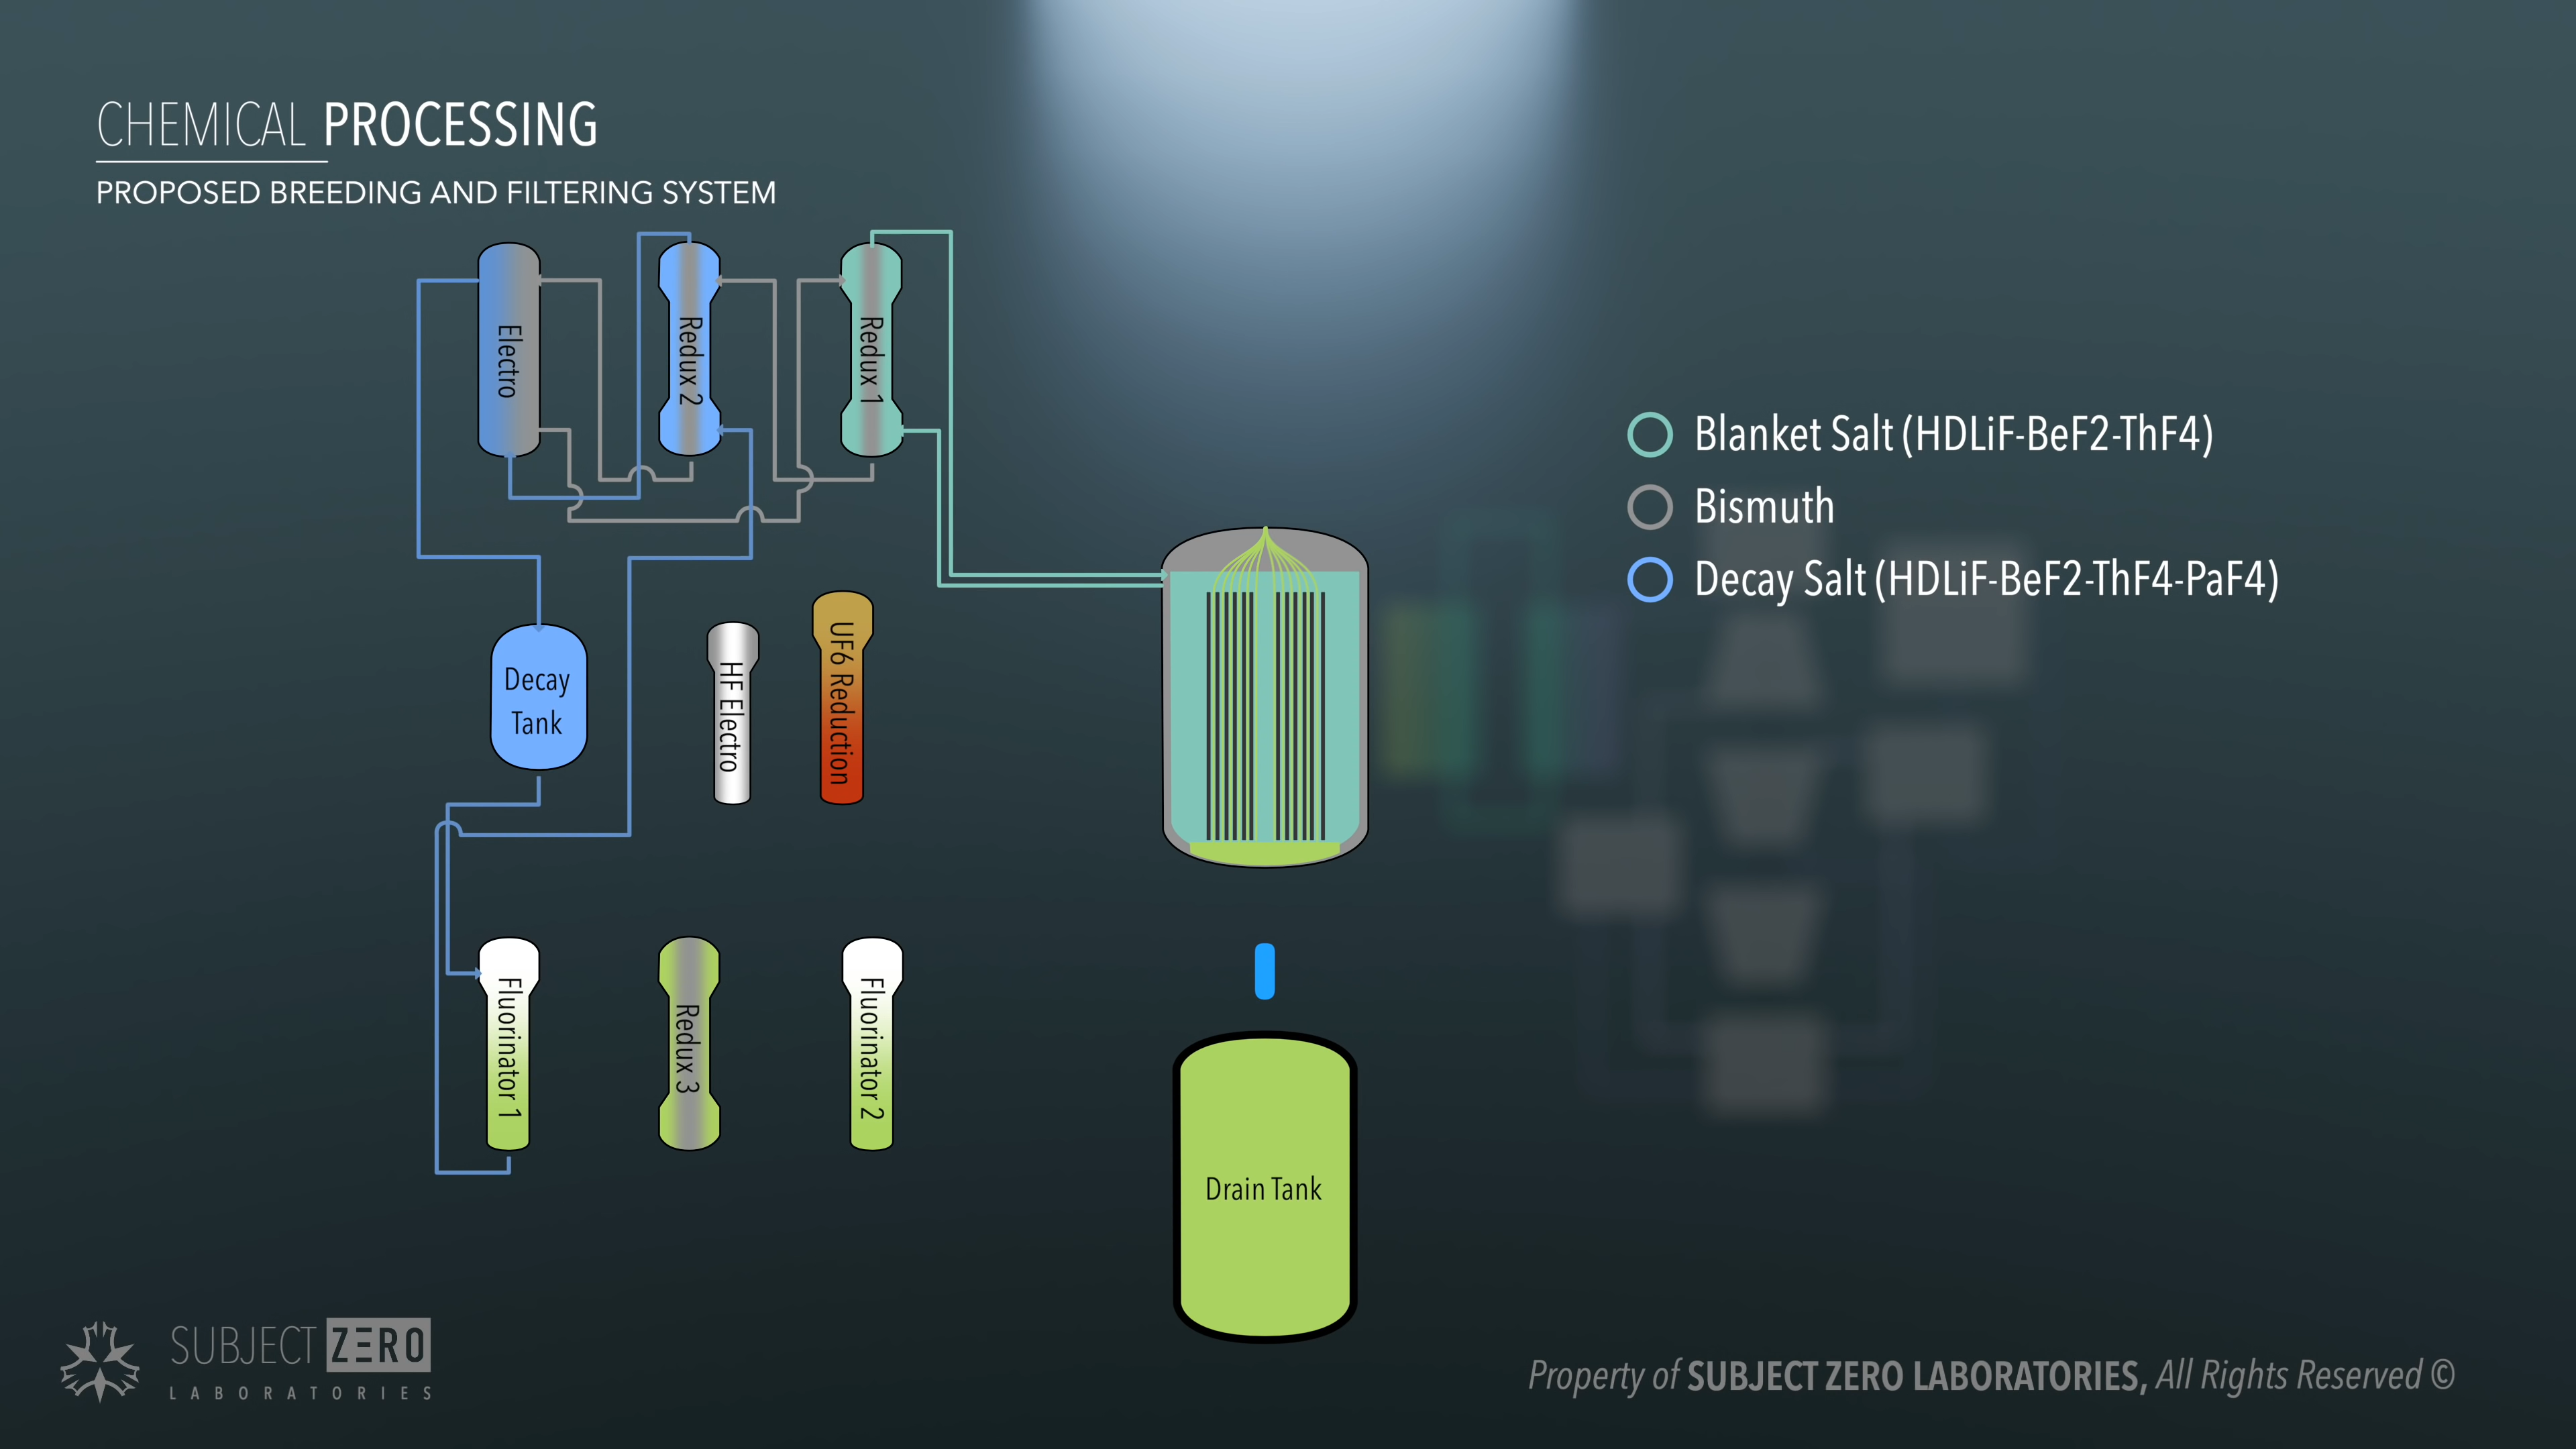 CHEMICAL PROCESSING
PROPOSED BREEDING AND FILTERING SYSTEM
Electro
Redux 2
Redux 1
Blanket Salt (HDLiF-BeF2-ThF4)
Bismuth
Decay Salt (HDLiF-BeF2-ThF4-PaF4)
Decay
Tank
HF Electro
UF6 Reduction
Fluorinator 1
Redux 3
Fluorinator 2
Drain Tank
SUBJECT ZERO
LABORATORIES
Property of SUBJECT ZERO LABORATORIES, All Rights Reserved ©